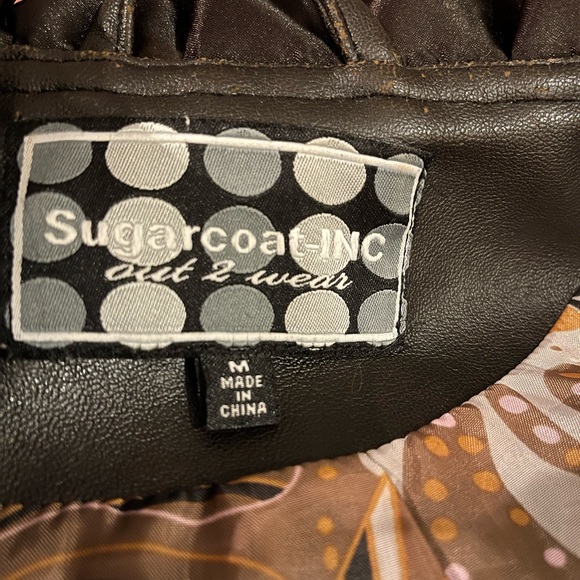 Sugarcoat-INC
out 2 wear
M
MADE
IN
CHINA